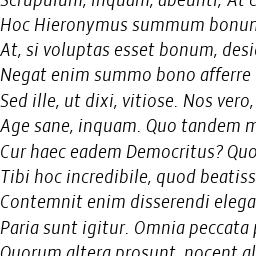 Scrupulum, inquam, abeunti, At c
Hoc Hieronymus summum bonum
At, si voluptas esset bonum, desi
Negat enim summo bono afferre
Sed ille, ut dixi, vitiose. Nos vero,
Age sane, inquam. Quo tandem m
Cur haec eadem Democritus? Quo
Tibi hoc incredibile, quod beatiss
Contemnit enim disserendi elega
Paria sunt igitur. Omnia peccata p
Quorum altera prosunt, nocent al